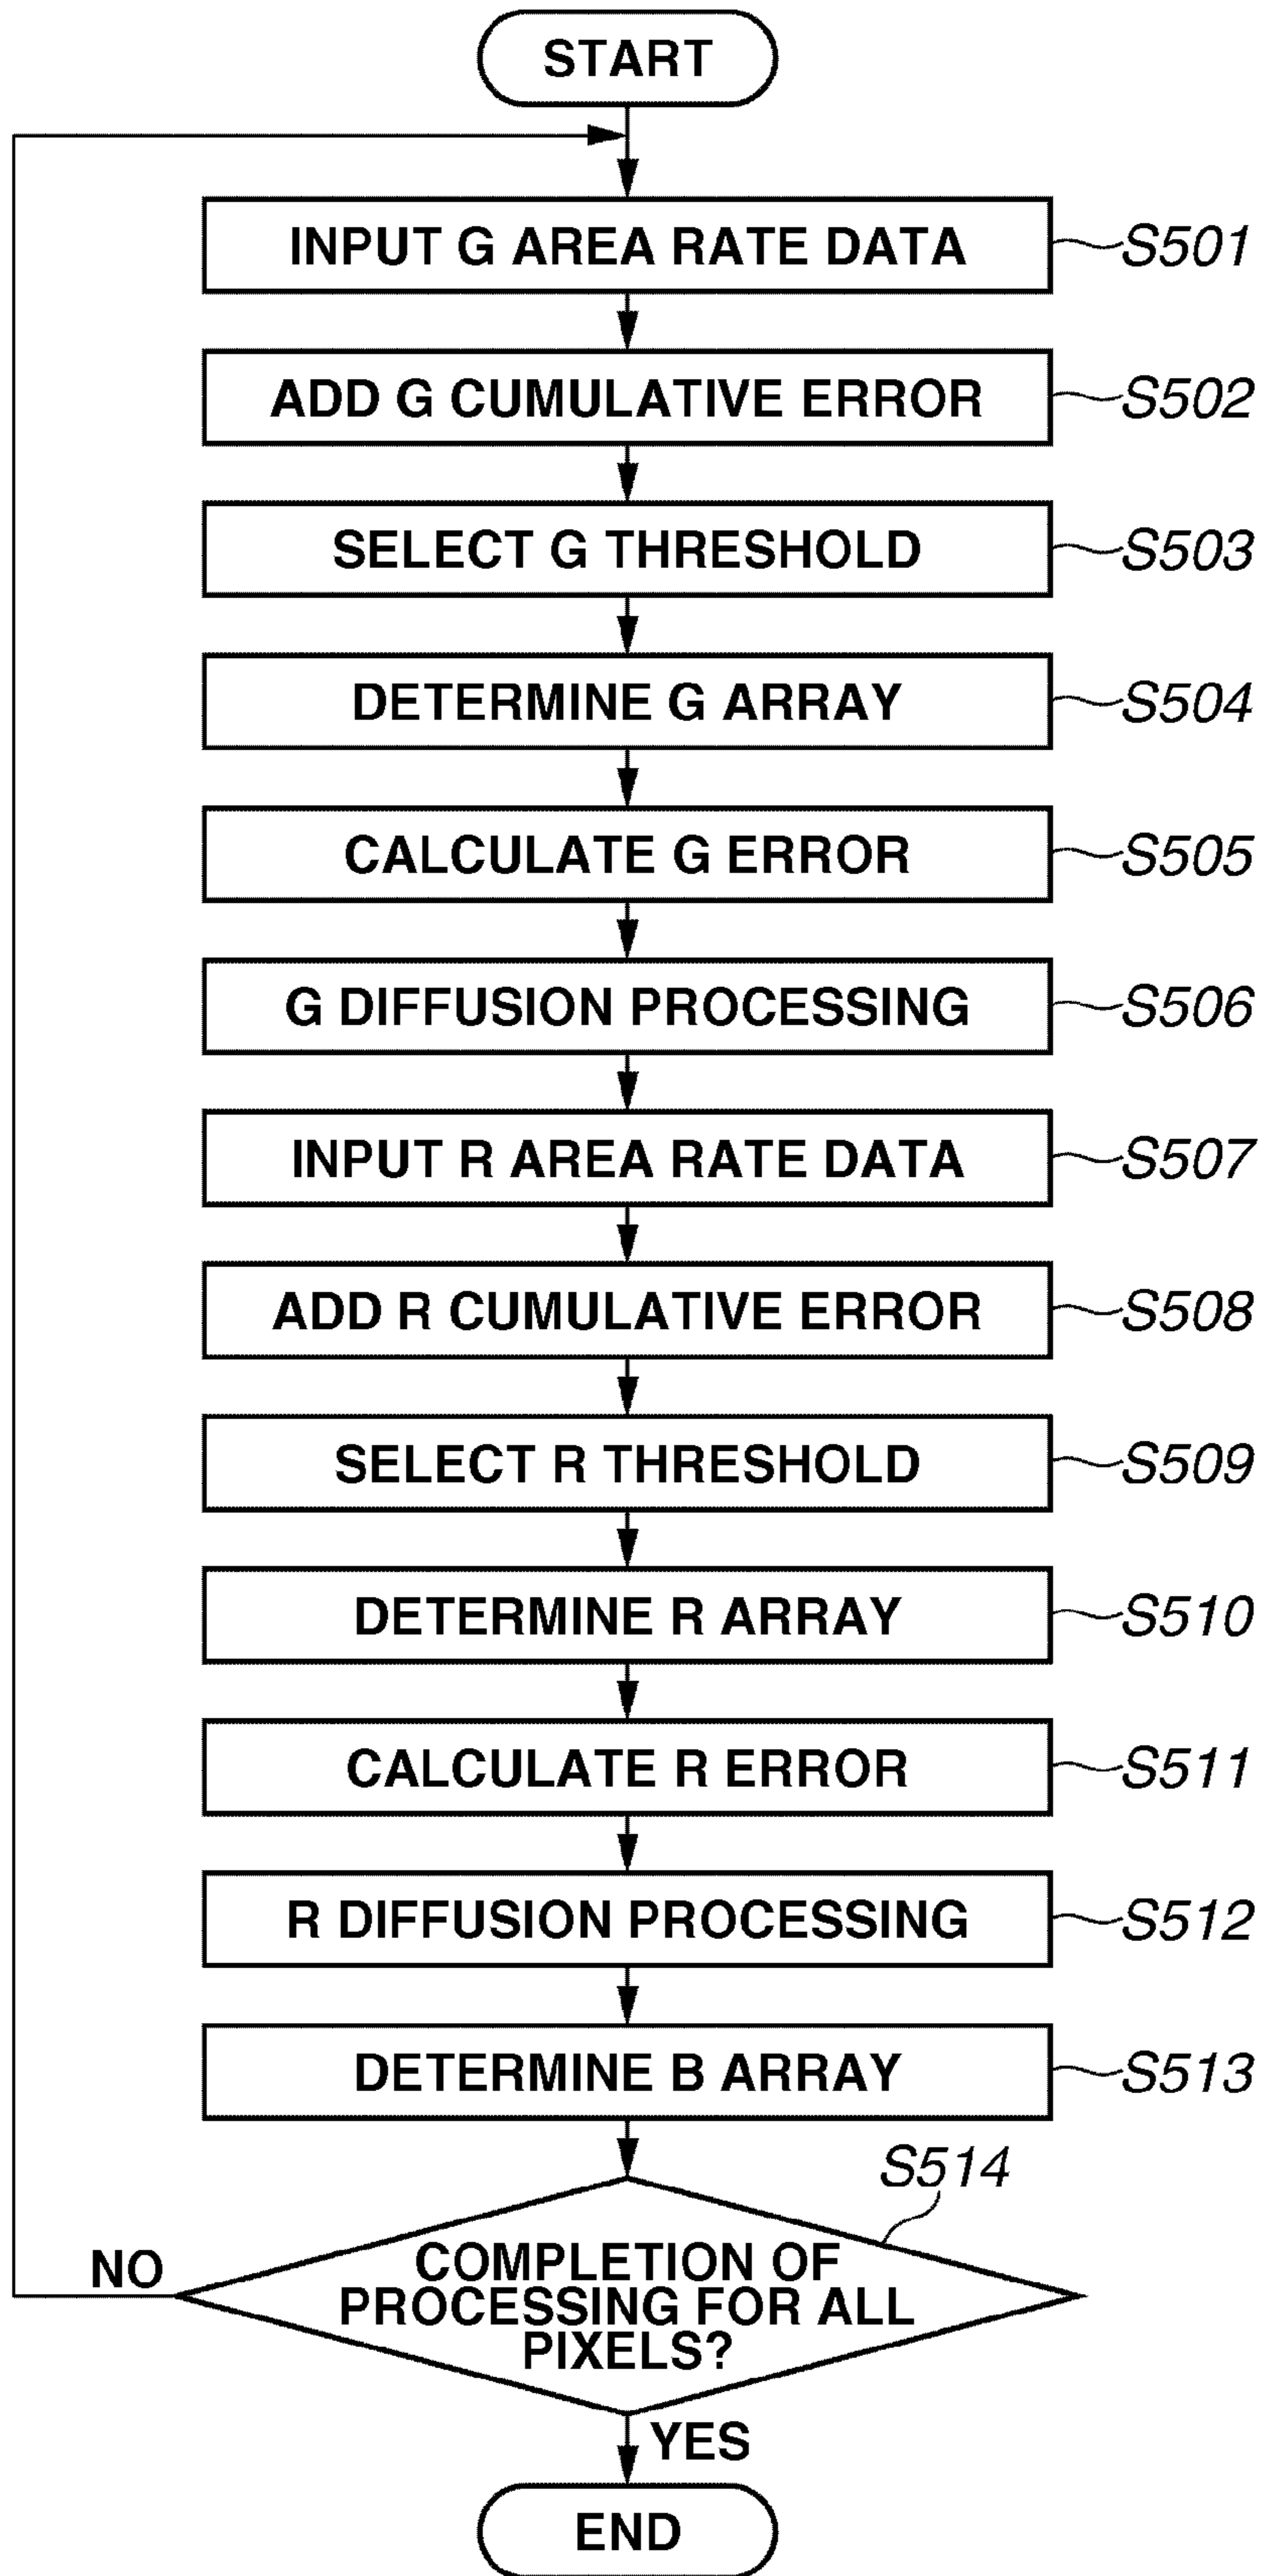 START
INPUT G AREA RATE DATA
S501
ADD G CUMULATIVE ERROR
S502
SELECT G THRESHOLD
S503
DETERMINE G ARRAY
S504
CALCULATE G ERROR
S505
G DIFFUSION PROCESSING
S506
INPUT R AREA RATE DATA
S507
ADD R CUMULATIVE ERROR
S508
SELECT R THRESHOLD
S509
DETERMINE R ARRAY
S510
CALCULATE R ERROR
S511
R DIFFUSION PROCESSING
S512
DETERMINE B ARRAY
S513
S514
COMPLETION OF
PROCESSING FOR ALL
PIXELS?
NO
YES
END